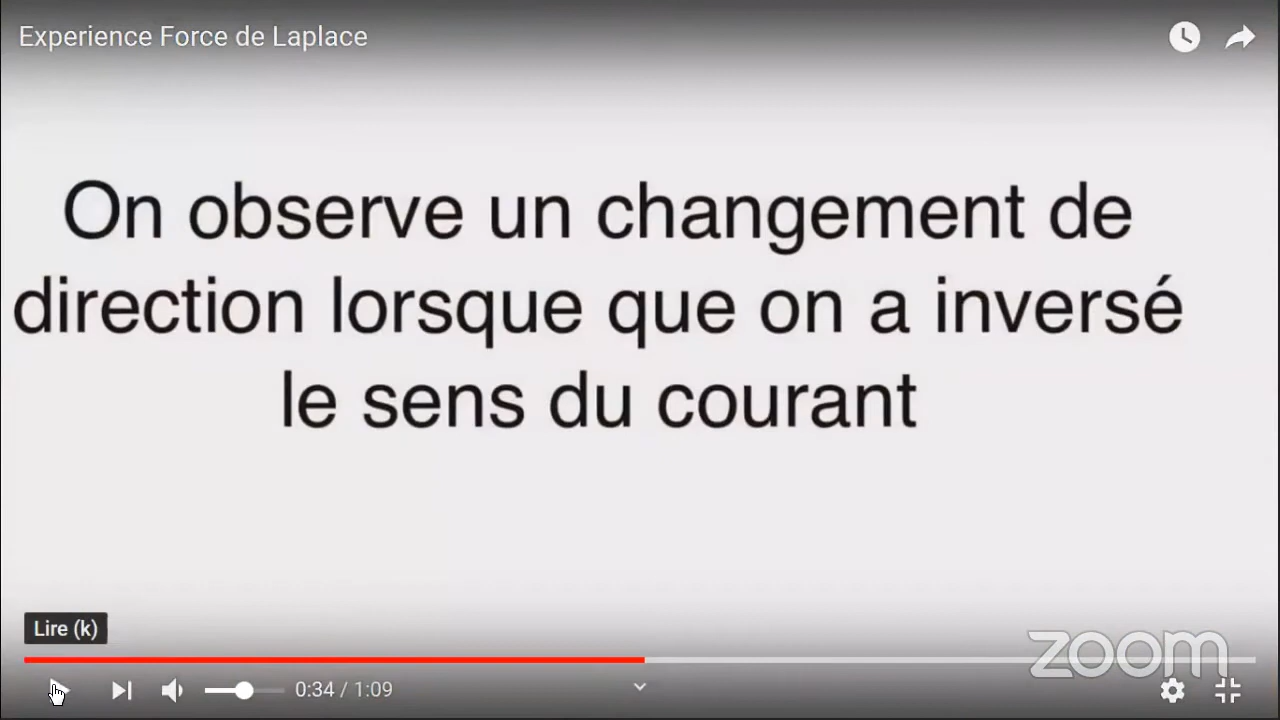 Experience Force de Laplace
On observe un changement de
direction lorsque que on a inversé
le sens du courant
Lire (k)
zoom
0:34 / 1:09